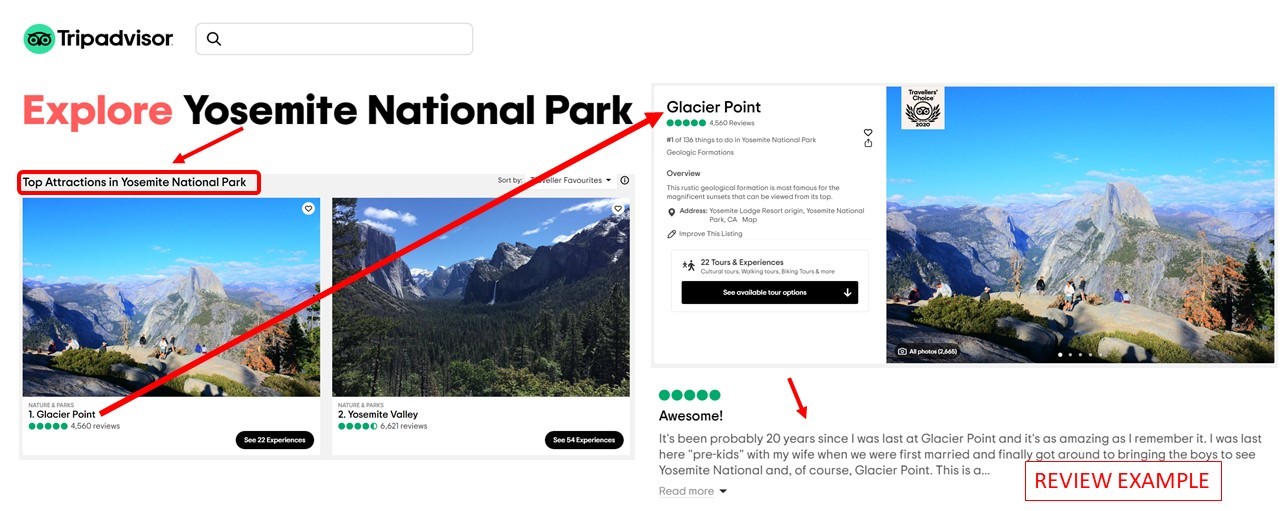 Tripadvisor
Explore Yosemite National Park
Top Attractions in Yosemite National Park
Sort by: Traveller Favourites
NATURE & PARKS
1. Glacier Point
4,560 reviews
See 22 Experiences
NATURE & PARKS
2. Yosemite Valley
6,621 reviews
See 54 Experiences
Glacier Point
4,560 Reviews
#1 of 136 things to do in Yosemite National Park
Geologic Formations
Overview
This rustic geological formation is most famous for the
magnificent sunsets that can be viewed from its top.
Address: Yosemite Lodge Resort origin, Yosemite National
Park, CA Map
Improve This Listing
22 Tours & Experiences
Cultural tours, Walking tours, Biking Tours & more
See available tour options
Travellers'
Choice
2020
All photos (2,665)
Awesome!
It's been probably 20 years since I was last at Glacier Point and it's as amazing as I remember it. I was last
here "pre-kids" with my wife when we were first married and finally got around to bringing the boys to see
Yosemite National and, of course, Glacier Point. This is a...
Read more
REVIEW EXAMPLE